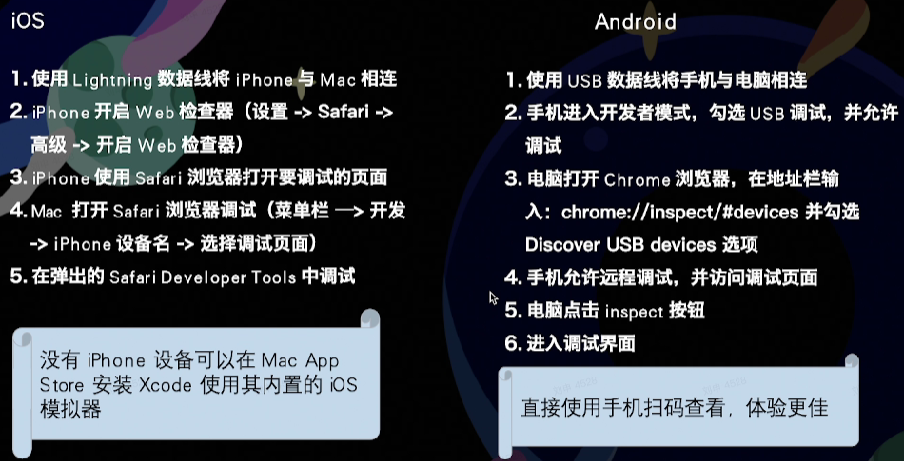 iOS
1. 使用 Lightning 数据线将 iPhone 与 Mac 相连
2. iPhone 开启 Web 检查器（设置 -> Safari ->
高级 -> 开启 Web 检查器）
3. iPhone 使用 Safari 浏览器打开要调试的页面
4. Mac 打开 Safari 浏览器调试（菜单栏 —> 开发
-> iPhone 设备名 -> 选择调试页面）
5. 在弹出的 Safari Developer Tools 中调试
没有 iPhone 设备可以在 Mac App
Store 安装 Xcode 使用其内置的 iOS
模拟器
Android
1. 使用 USB 数据线将手机与电脑相连
2. 手机进入开发者模式，勾选 USB 调试，并允许
调试
3. 电脑打开 Chrome 浏览器，在地址栏输
入：chrome://inspect/#devices 并勾选
Discover USB devices 选项
4. 手机允许远程调试，并访问调试页面
5. 电脑点击 inspect 按钮
6. 进入调试界面
直接使用手机扫码查看，体验更佳